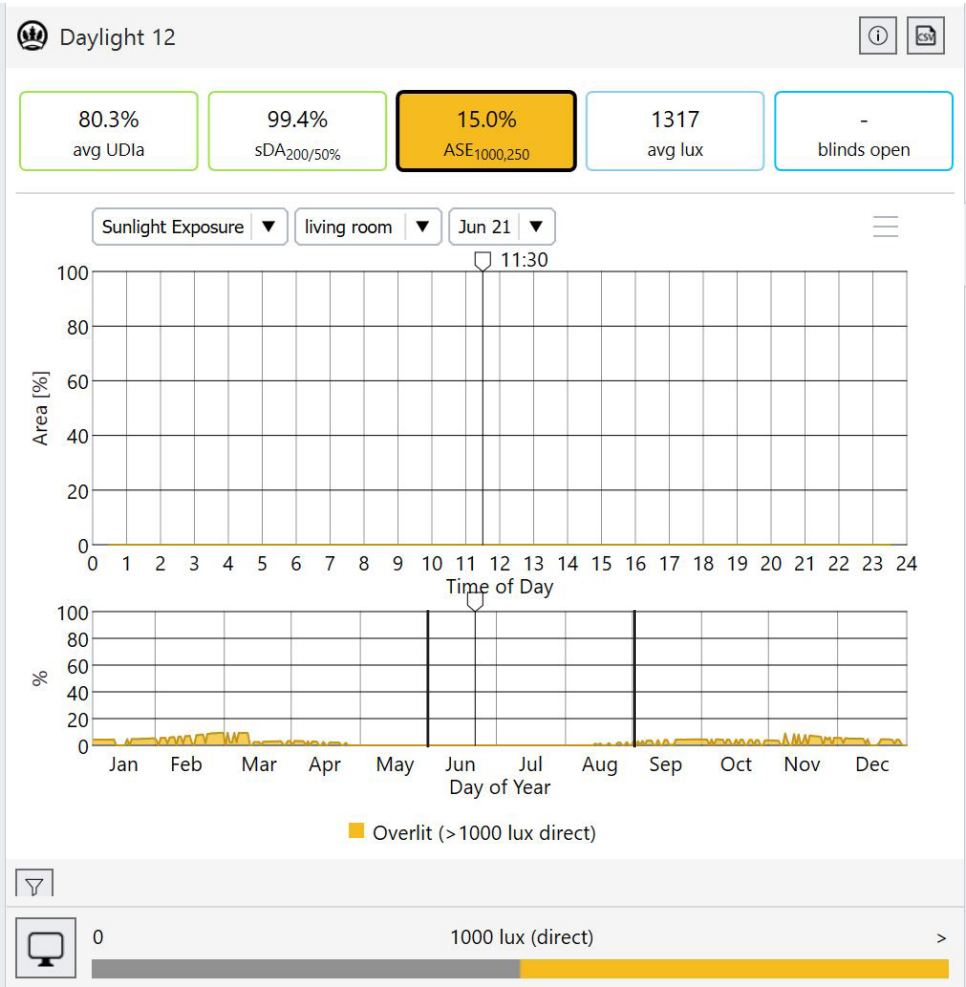 Daylight 12
CSV
80.3% 99.4% 15.0% 1317 -
avg UDIa sDA200/50% ASE1000,250 avg lux blinds open
Sunlight Exposure ▼ living room ▼ Jun 21 ▼
11:30
100
80
60
40
20
0
Area [%]
0 1 2 3 4 5 6 7 8 9 10 11 12 13 14 15 16 17 18 19 20 21 22 23 24
Time of Day
100
80
60
40
20
0
%
Jan Feb Mar Apr May Jun Jul Aug Sep Oct Nov Dec
Day of Year
Overlit (>1000 lux direct)
0 1000 lux (direct) >